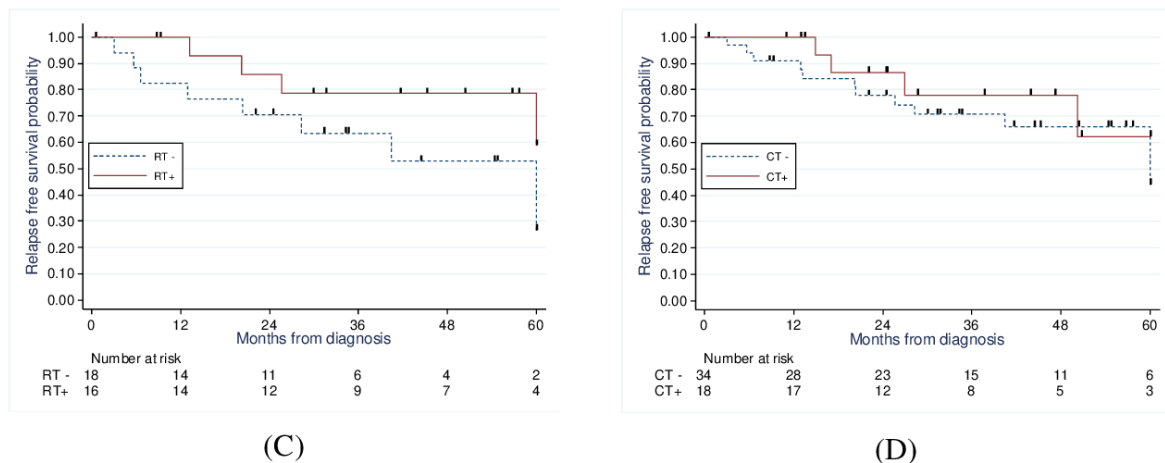 Relapse free survival probability
1.00
0.90
0.80
0.70
0.60
0.50
0.40
0.30
0.20
0.10
0.00
RT -
RT+
0 12 24 36 48 60
Months from diagnosis
Number at risk
RT - 18 14 11 6 4 2
RT+ 16 14 12 9 7 4
(C)
Relapse free survival probability
1.00
0.90
0.80
0.70
0.60
0.50
0.40
0.30
0.20
0.10
0.00
CT -
CT+
0 12 24 36 48 60
Months from diagnosis
Number at risk
CT - 34 28 23 15 11 6
CT+ 18 17 12 8 5 3
(D)